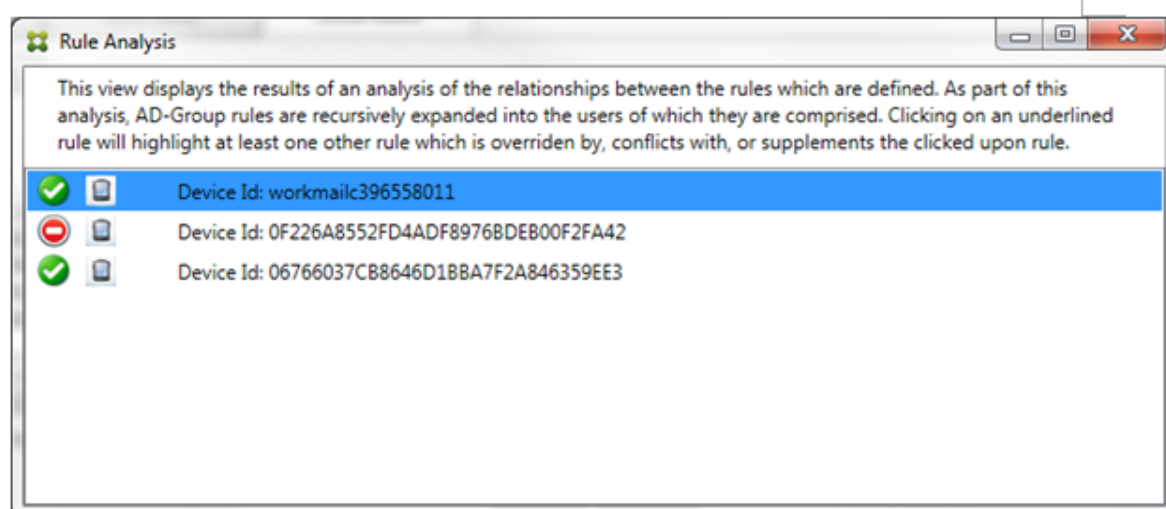 Rule Analysis
This view displays the results of an analysis of the relationships between the rules which are defined. As part of this
analysis, AD-Group rules are recursively expanded into the users of which they are comprised. Clicking on an underlined
rule will highlight at least one other rule which is overriden by, conflicts with, or supplements the clicked upon rule.
Device Id: workmailc396558011
Device Id: 0F226A8552FD4ADF8976BDEB00F2FA42
Device Id: 06766037CB8646D1BBA7F2A846359EE3